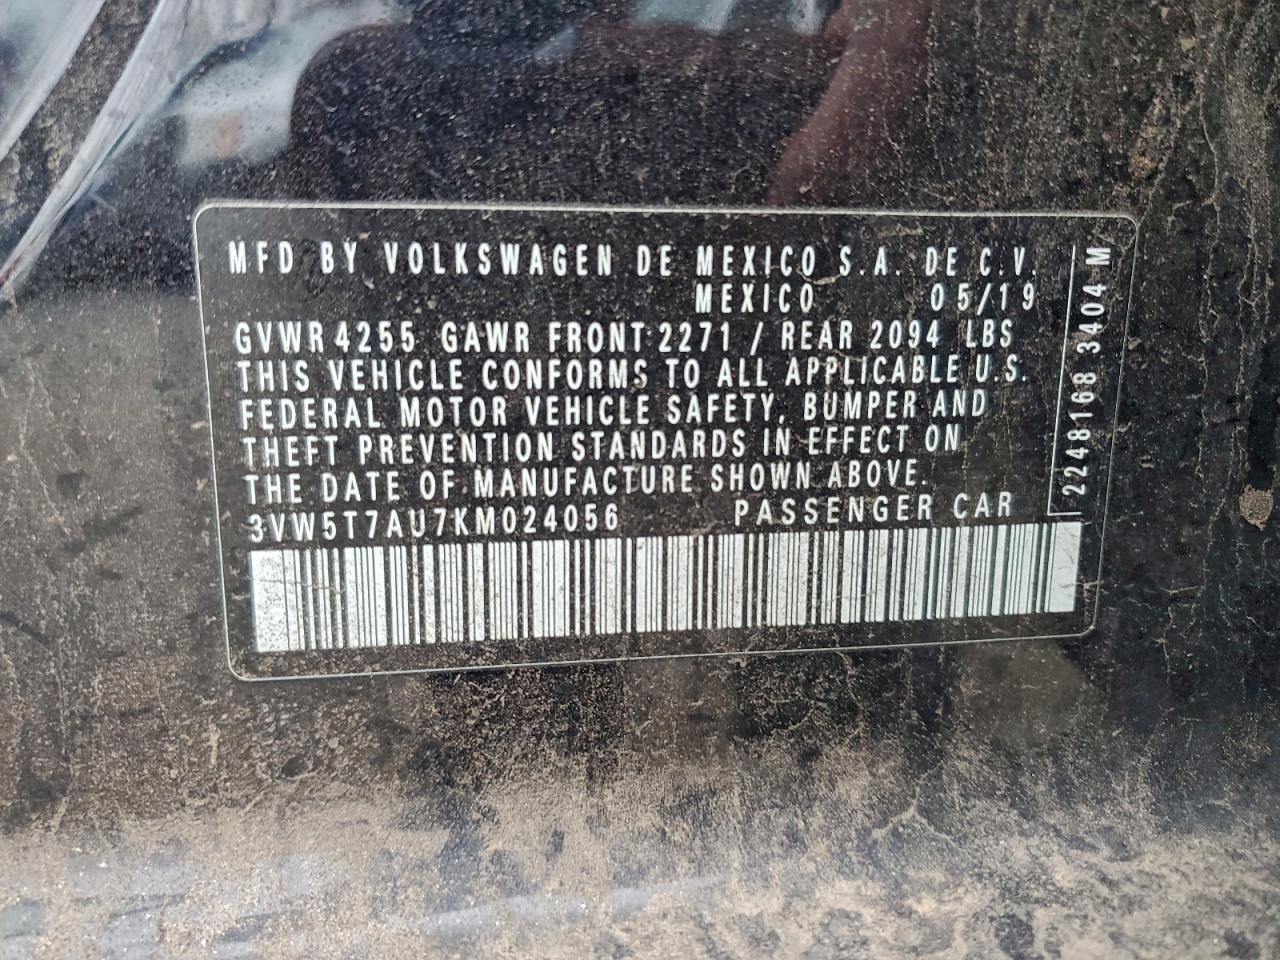 MFD BY VOLKSWAGEN DE MEXICO S.A. DE C.V.
MEXICO 05/19
GVWR 4255 GAWR FRONT 2271 / REAR 2094 LBS
THIS VEHICLE CONFORMS TO ALL APPLICABLE U.S.
FEDERAL MOTOR VEHICLE SAFETY, BUMPER AND
THEFT PREVENTION STANDARDS IN EFFECT ON
THE DATE OF MANUFACTURE SHOWN ABOVE.
3VW5T7AU7KM024056 PASSENGER CAR
2248168 3404 M